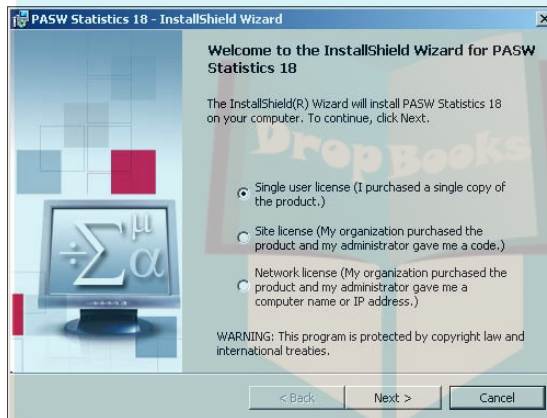 PASW Statistics 18 - InstallShield Wizard
Welcome to the InstallShield Wizard for PASW
Statistics 18
The InstallShield(R) Wizard will install PASW Statistics 18
on your computer. To continue, click Next.
DropBooks
Single user license (I purchased a single copy of
the product.)
Site license (My organization purchased the
product and my administrator gave me a code.)
Network license (My organization purchased the
product and my administrator gave me a
computer name or IP address.)
÷Σμα
WARNING: This program is protected by copyright law and
international treaties.
< Back
Next >
Cancel